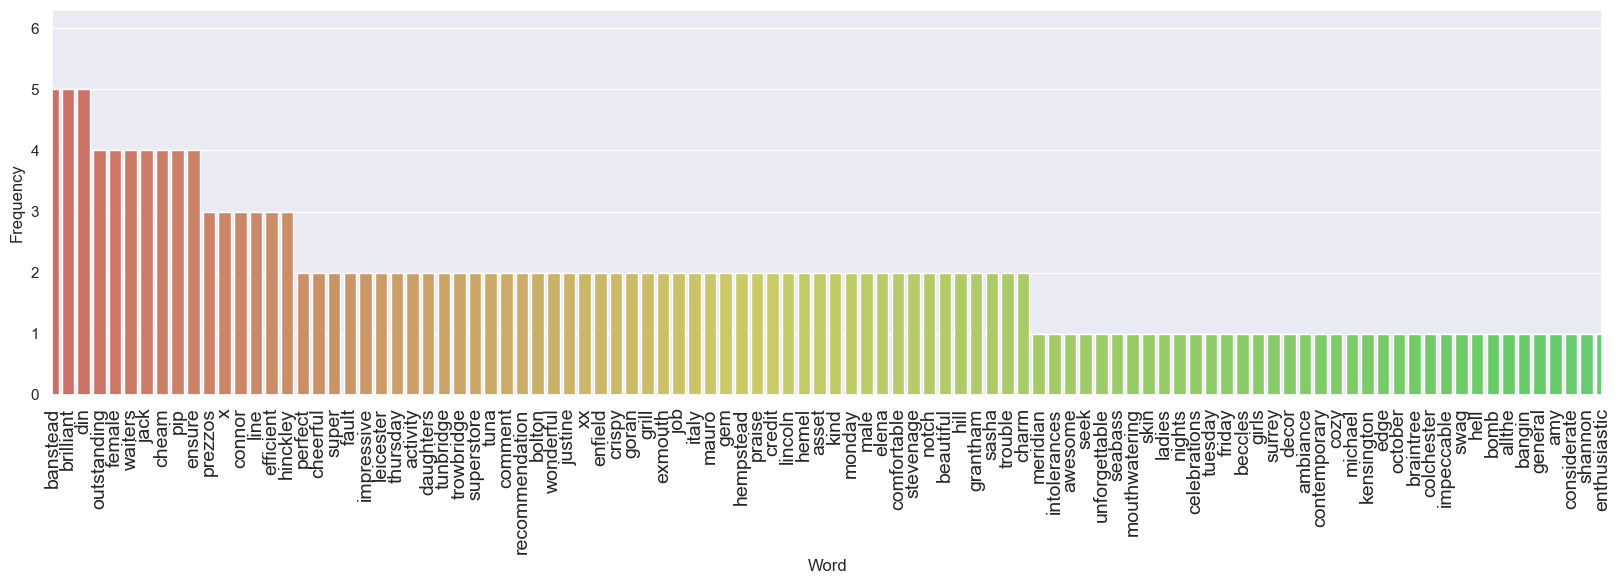 6
5
4
3
2
1
0
Frequency
banstead
brilliant
din
outstanding
female
waiters
jack
cheam
pip
ensure
prezzos
x
connor
line
efficient
hinckley
perfect
cheerful
super
fault
impressive
leicester
thursday
activity
daughters
tunbridge
trowbridge
superstore
tuna
comment
recommendation
bolton
wonderful
justine
xx
enfield
crispy
goran
grill
exmouth
job
italy
mauro
gem
hempstead
praise
credit
lincoln
hemel
asset
kind
monday
male
elena
comfortable
stevenage
notch
beautiful
hill
grantham
sasha
trouble
charm
meridian
intolerances
awesome
seek
unforgettable
seabass
mouthwatering
skin
ladies
nights
celebrations
tuesday
friday
beccles
girls
surrey
decor
ambiance
contemporary
cozy
michael
kensington
edge
october
braintree
colchester
impeccable
swag
hell
bomb
allthe
bangin
general
amy
considerate
shannon
enthusiastic
Word